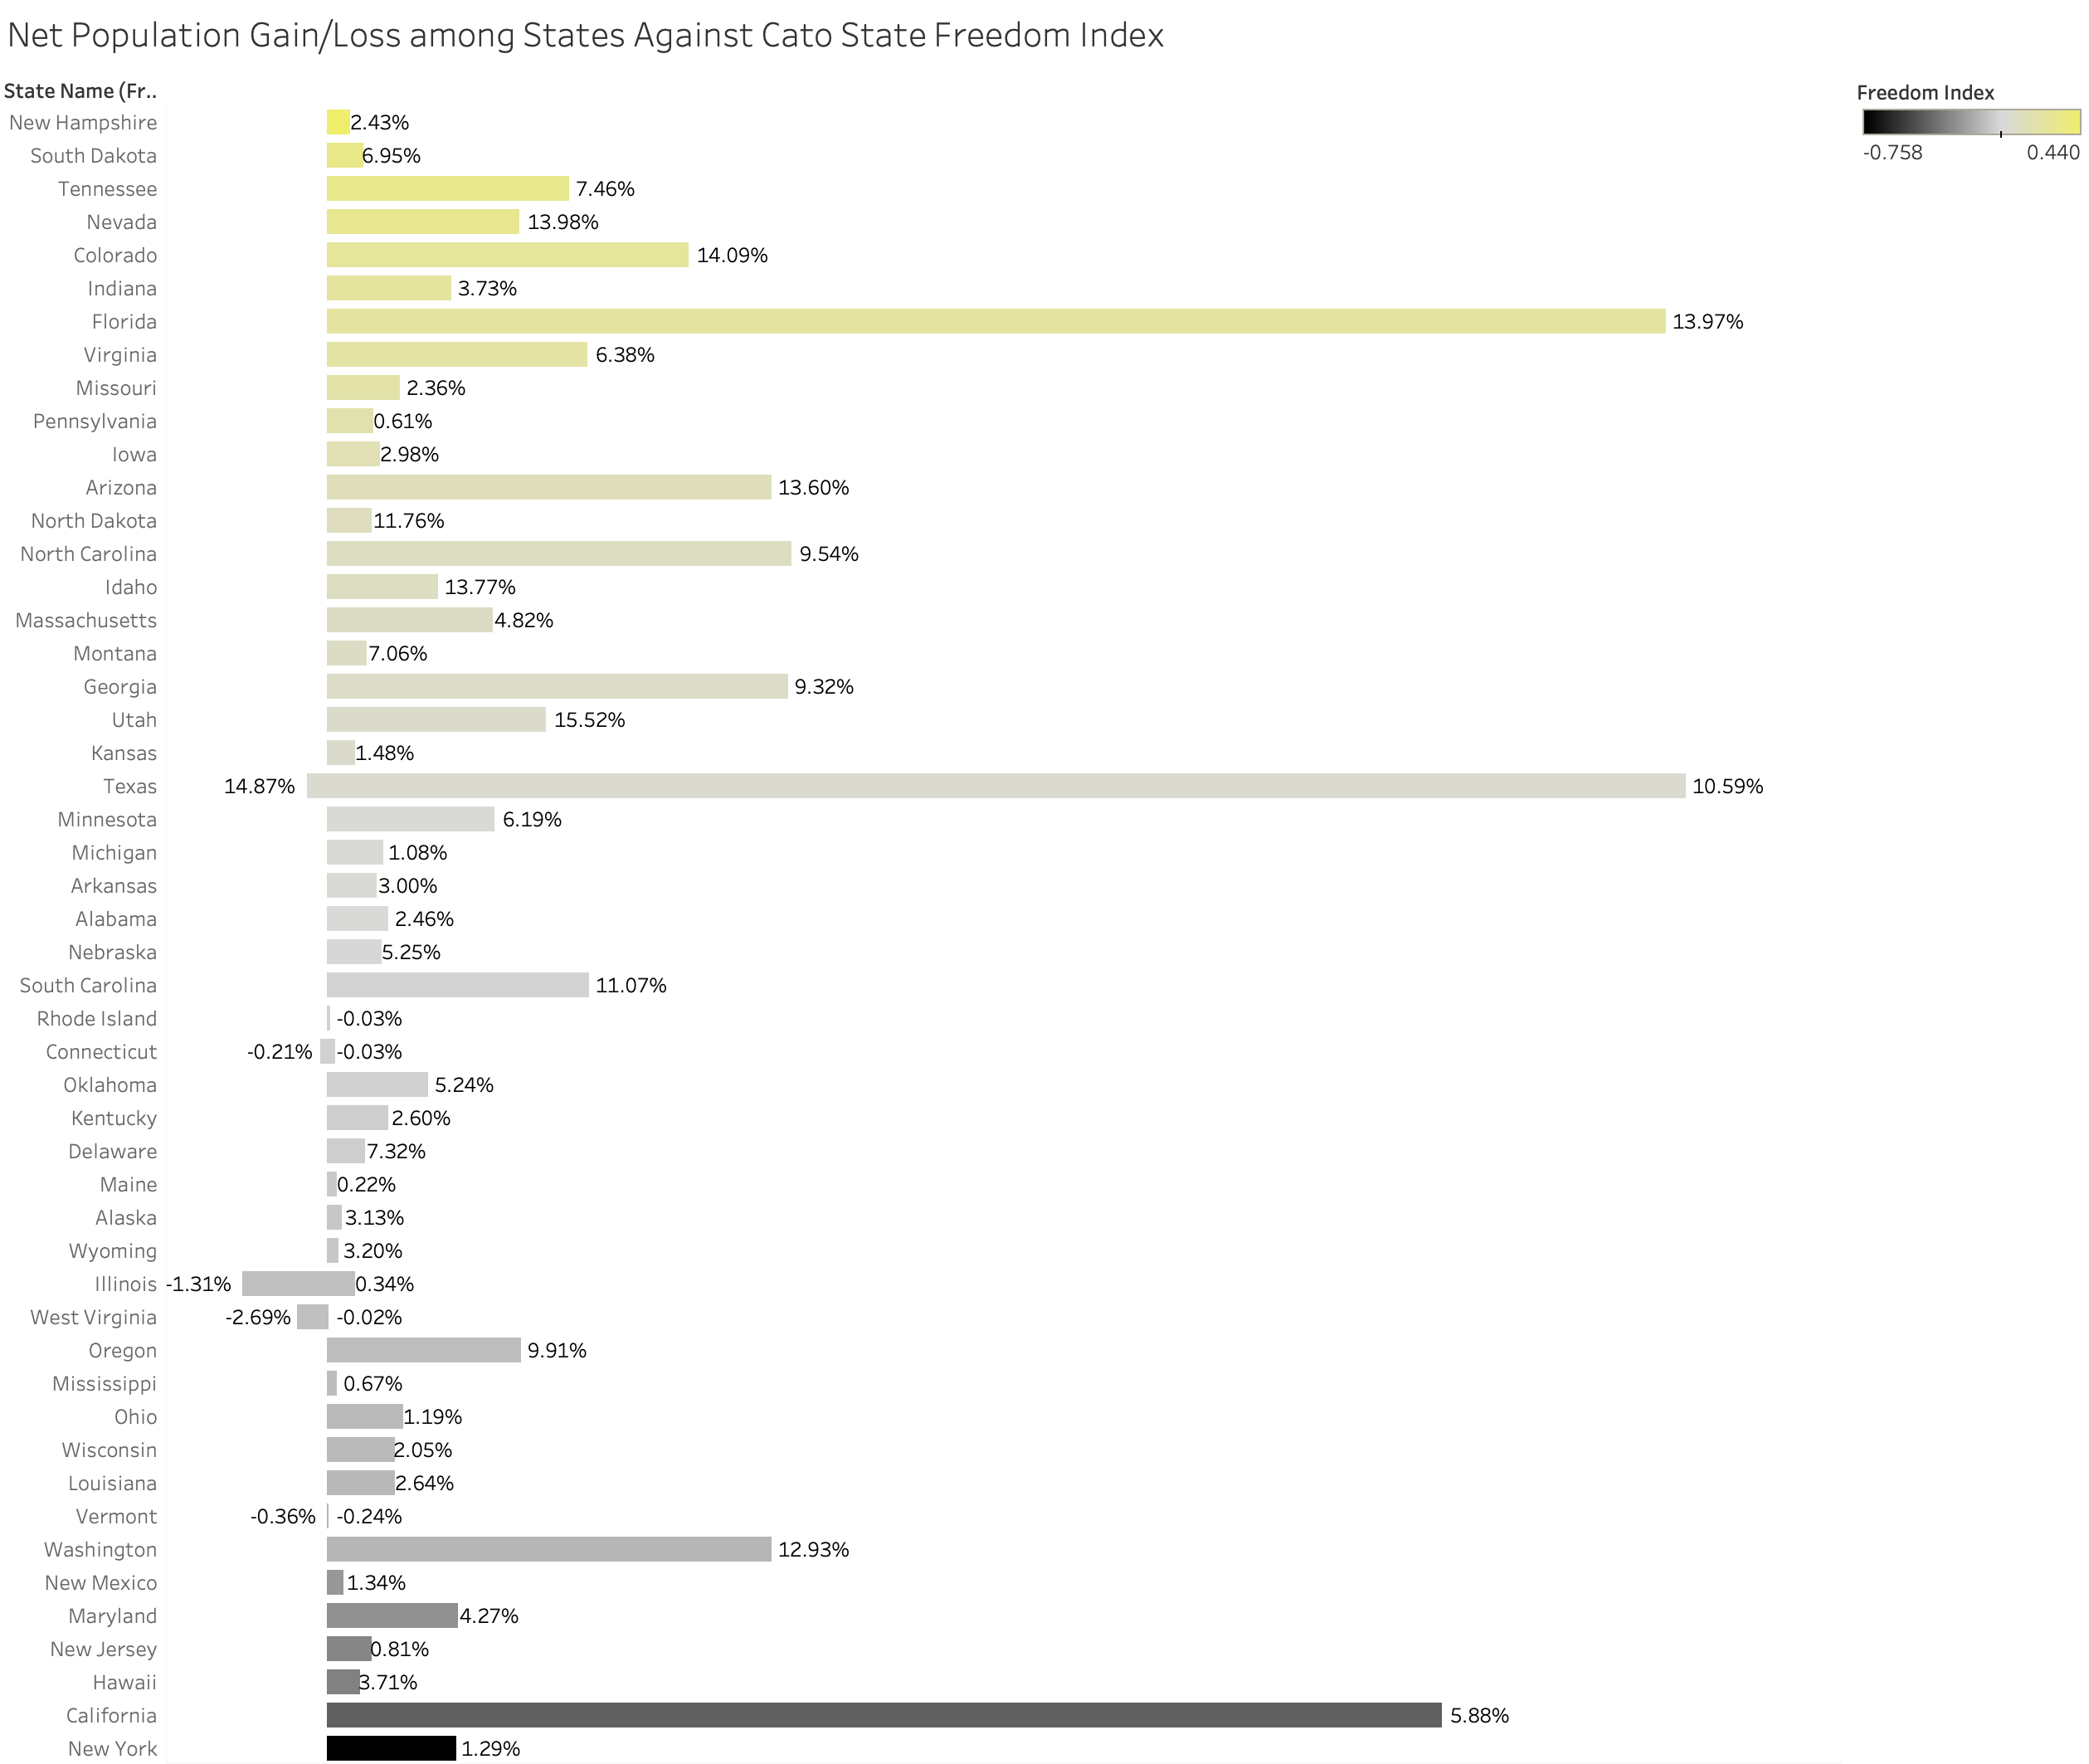 Net Population Gain/Loss among States Against Cato State Freedom Index
State Name (Fr..
Freedom Index
-0.758 0.440
New Hampshire 2.43%
South Dakota 6.95%
Tennessee 7.46%
Nevada 13.98%
Colorado 14.09%
Indiana 3.73%
Florida 13.97%
Virginia 6.38%
Missouri 2.36%
Pennsylvania 0.61%
Iowa 2.98%
Arizona 13.60%
North Dakota 11.76%
North Carolina 9.54%
Idaho 13.77%
Massachusetts 4.82%
Montana 7.06%
Georgia 9.32%
Utah 15.52%
Kansas 1.48%
Texas 14.87% 10.59%
Minnesota 6.19%
Michigan 1.08%
Arkansas 3.00%
Alabama 2.46%
Nebraska 5.25%
South Carolina 11.07%
Rhode Island -0.03%
Connecticut -0.21% -0.03%
Oklahoma 5.24%
Kentucky 2.60%
Delaware 7.32%
Maine 0.22%
Alaska 3.13%
Wyoming 3.20%
Illinois -1.31% 0.34%
West Virginia -2.69% -0.02%
Oregon 9.91%
Mississippi 0.67%
Ohio 1.19%
Wisconsin 2.05%
Louisiana 2.64%
Vermont -0.36% -0.24%
Washington 12.93%
New Mexico 1.34%
Maryland 4.27%
New Jersey 0.81%
Hawaii 3.71%
California 5.88%
New York 1.29%